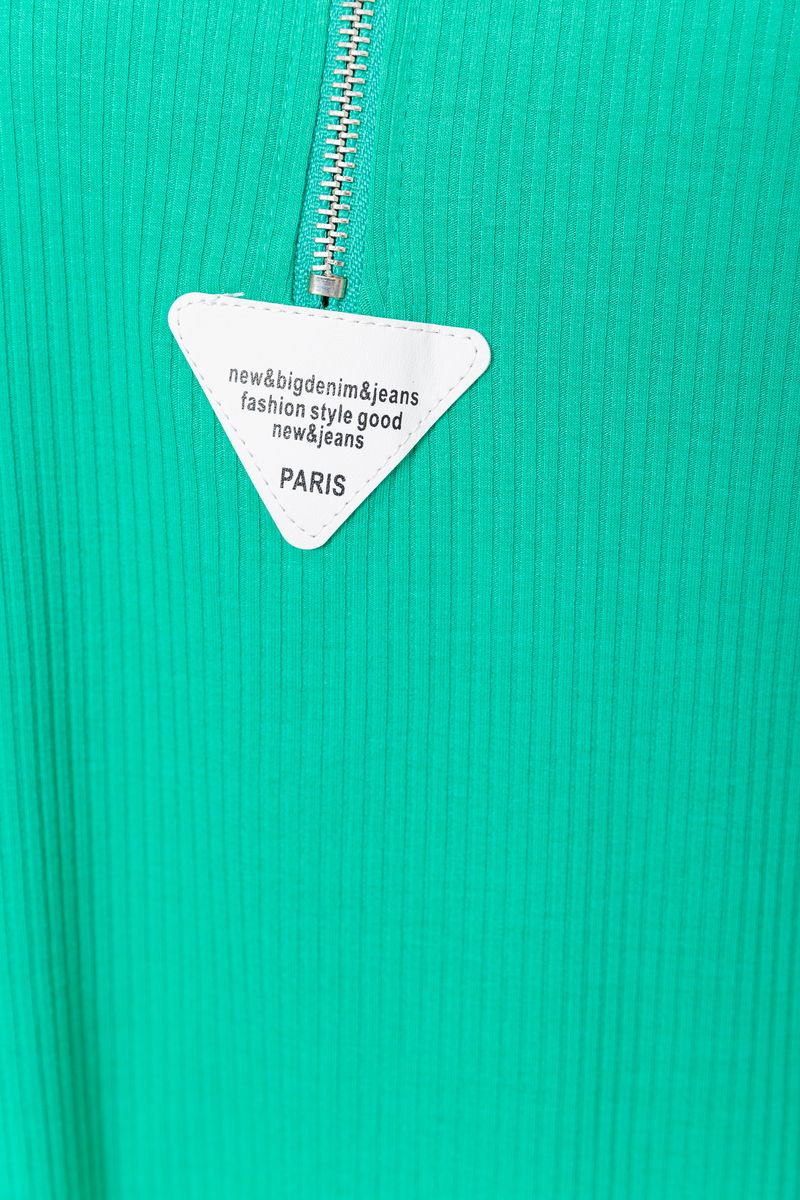 new&bigdenim&jeans
fashion style good
new&jeans
PARIS